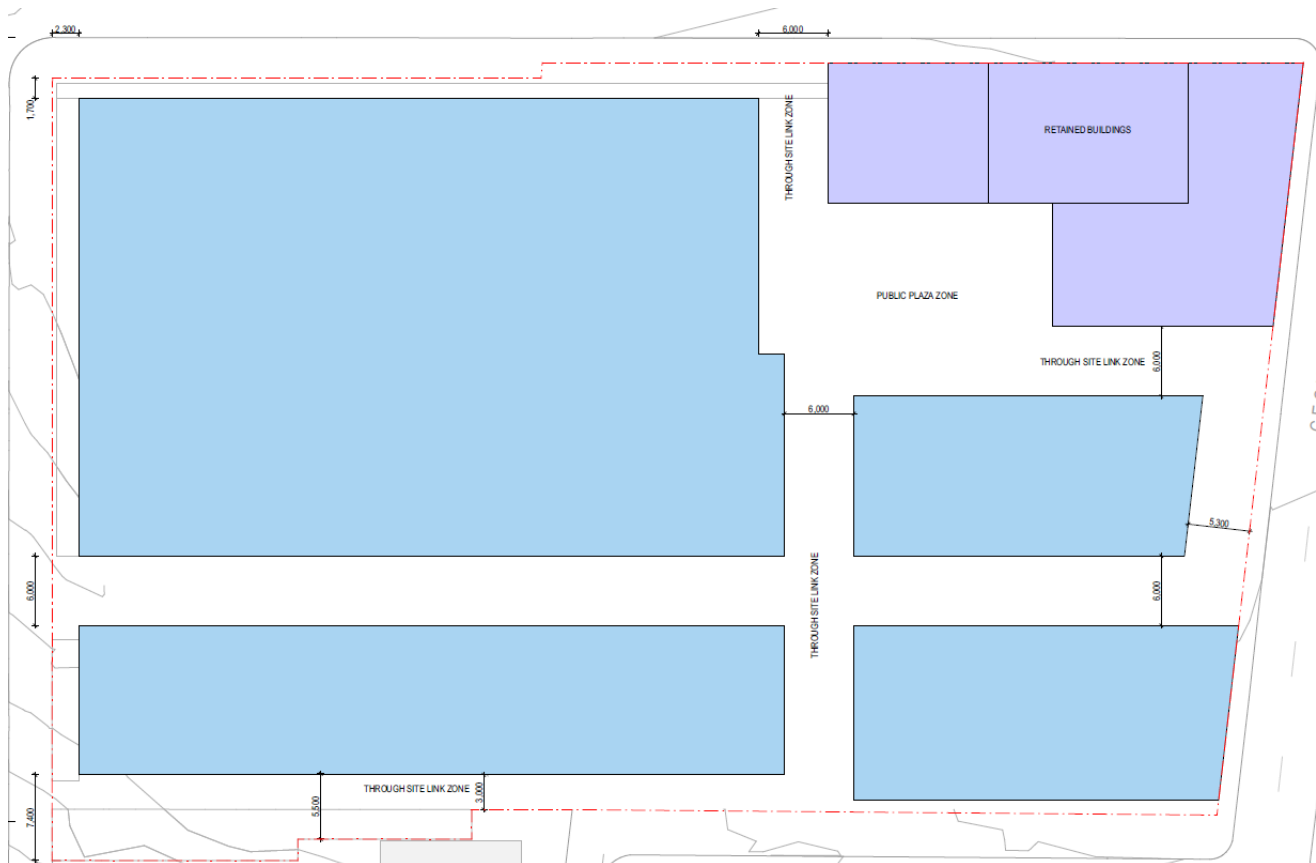 2,300
6,000
1,700
THROUGH SITE LINK ZONE
RETAINED BUILDINGS
PUBLIC PLAZA ZONE
THROUGH SITE LINK ZONE
6,000
6,000
5,300
6,000
THROUGH SITE LINK ZONE
6,000
THROUGH SITE LINK ZONE
5,500
3,000
7,400